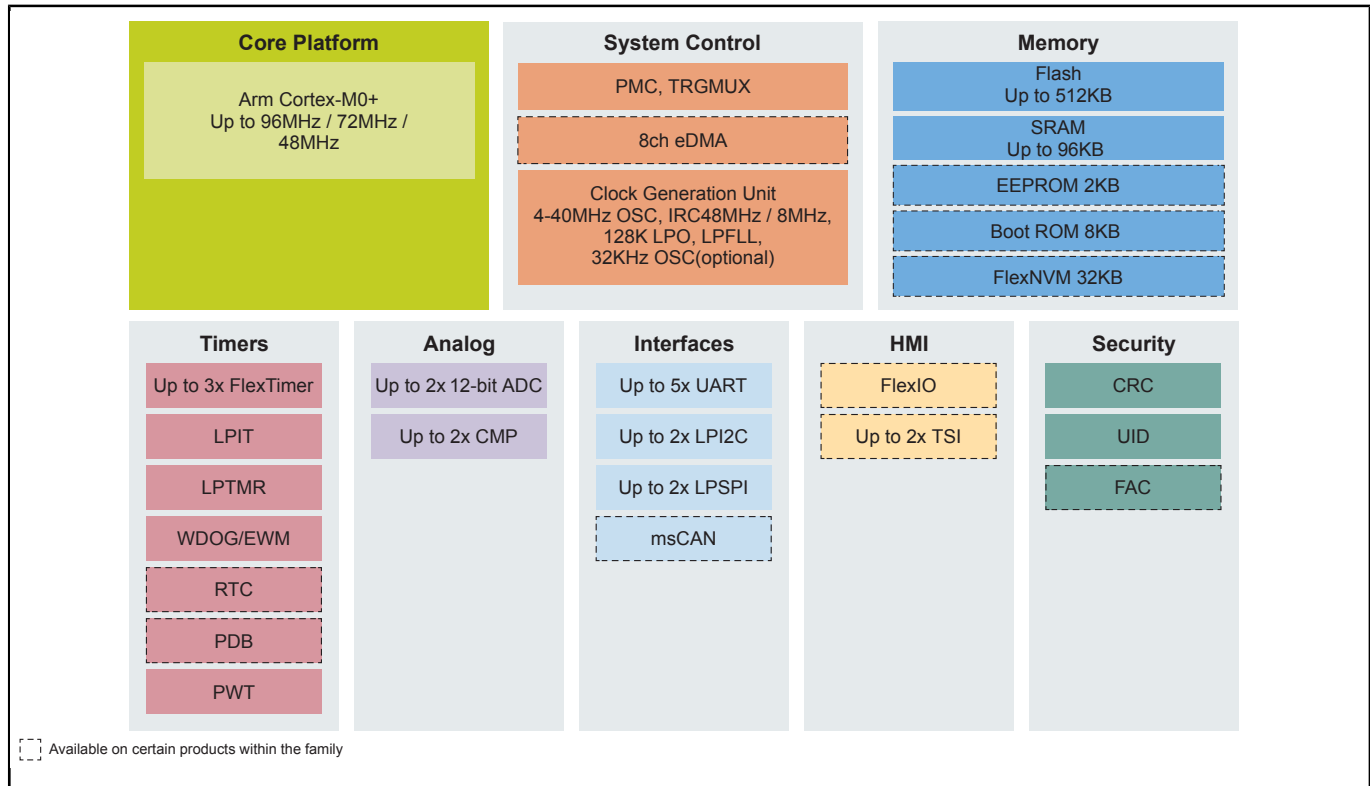 Core Platform
Arm Cortex-M0+
Up to 96MHz / 72MHz /
48MHz
System Control
PMC, TRGMUX
8ch eDMA
Clock Generation Unit
4-40MHz OSC, IRC48MHz / 8MHz,
128K LPO, LPFLL,
32KHz OSC(optional)
Memory
Flash
Up to 512KB
SRAM
Up to 96KB
EEPROM 2KB
Boot ROM 8KB
FlexNVM 32KB
Timers
Up to 3x FlexTimer
LPIT
LPTMR
WDOG/EWM
RTC
PDB
PWT
Analog
Up to 2x 12-bit ADC
Up to 2x CMP
Interfaces
Up to 5x UART
Up to 2x LPI2C
Up to 2x LPSPI
msCAN
HMI
FlexIO
Up to 2x TSI
Security
CRC
UID
FAC
Available on certain products within the family